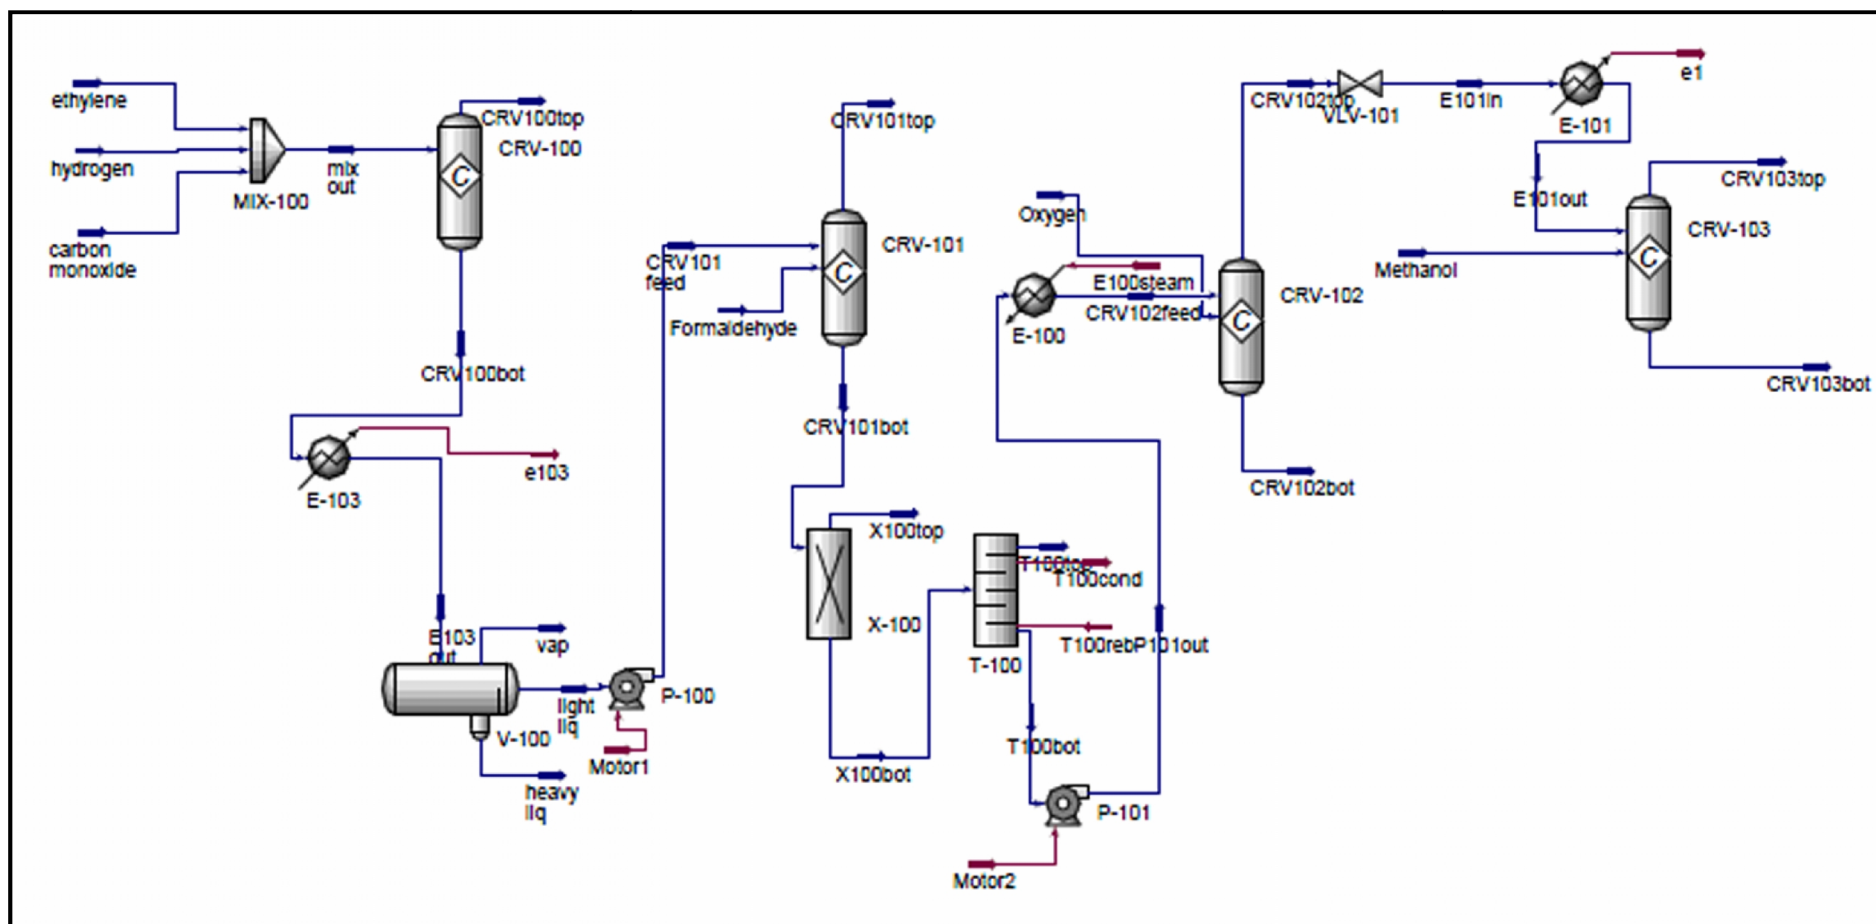 ethylene
hydrogen
carbon
monoxide
MIX-100
mix
out
CRV100top
CRV-100
C
CRV100bot
e103
E-103
E103
out
vap
V-100
light
liq
heavy
liq
P-100
Motor1
CRV101
feed
Formaldehyde
CRV101top
CRV-101
C
CRV101bot
X100top
X-100
X100bot
T100top
T100cond
T100reb
T-100
T100bot
P101out
P-101
Motor2
Oxygen
E100steam
CRV102feed
E-100
CRV-102
C
CRV102bot
CRV102top
VLV-101
E101in
e1
E-101
E101out
Methanol
CRV103top
CRV-103
C
CRV103bot